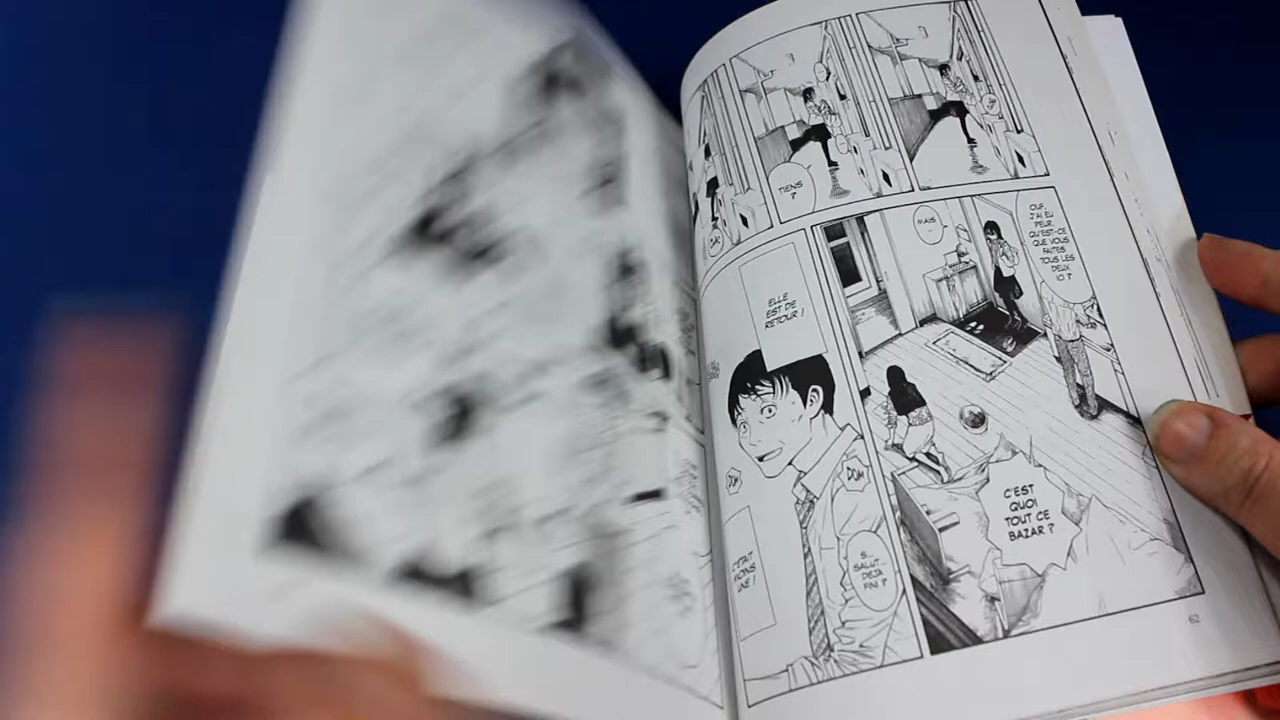 TIENS
?
MAIS
...
OUF,
J'AI EU
PEUR.
QU'EST-CE
QUE VOUS
FAITES
TOUS LES
DEUX
ICI ?
ELLE
EST DE
RETOUR !
DOM
DOM
C'ÉTAIT
MOINS
UNE !
S...
SALUT...
DÉJÀ
FINI ?
C'EST
QUOI
TOUT CE
BAZAR ?
62